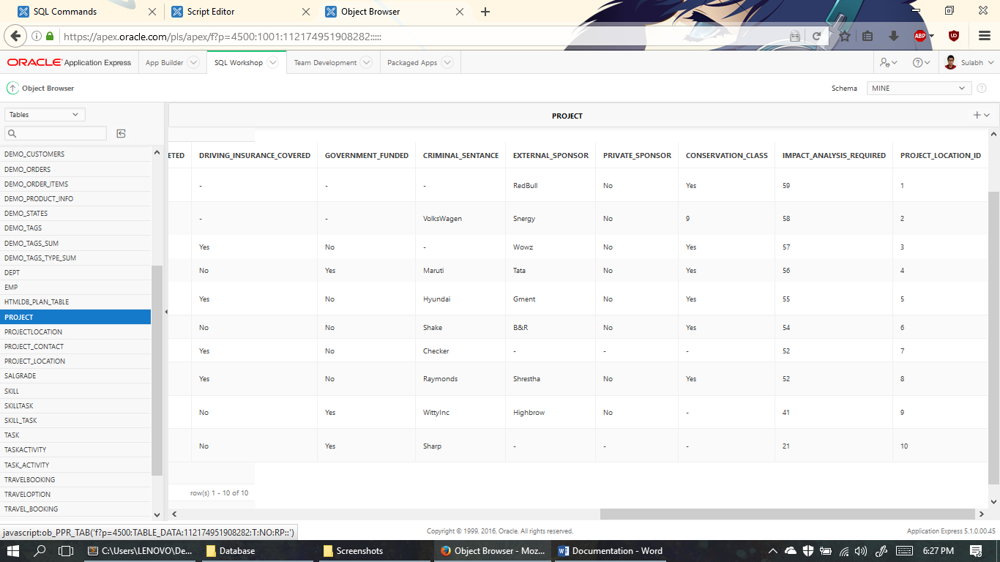 SQL Commands Script Editor Object Browser
https://apex.oracle.com/pls/apex/f?p=4500:1001:112174951908282:::::
ABP
ORACLE Application Express App Builder SQL Workshop Team Development Packaged Apps Sulabh
Object Browser Schema MINE
Tables PROJECT
DEMO_CUSTOMERS
DEMO_ORDERS
DEMO_ORDER_ITEMS
DEMO_PRODUCT_INFO
DEMO_STATES
DEMO_TAGS
DEMO_TAGS_SUM
DEMO_TAGS_TYPE_SUM
DEPT
EMP
HTMLDB_PLAN_TABLE
PROJECT
PROJECTLOCATION
PROJECT_CONTACT
PROJECT_LOCATION
SALGRADE
SKILL
SKILLTASK
SKILL_TASK
TASK
TASKACTIVITY
TASK_ACTIVITY
TRAVELBOOKING
TRAVELOPTION
TRAVEL_BOOKING
ETED DRIVING_INSURANCE_COVERED GOVERNMENT_FUNDED CRIMINAL_SENTANCE EXTERNAL_SPONSOR PRIVATE_SPONSOR CONSERVATION_CLASS IMPACT_ANALYSIS_REQUIRED PROJECT_LOCATION_ID
- - - RedBull No Yes 59 1
- - VolksWagen Snergy No 9 58 2
Yes No - Wowz No Yes 57 3
No Yes Maruti Tata No Yes 56 4
Yes No Hyundai Gment No Yes 55 5
No No Shake B&R No Yes 54 6
Yes No Checker - - - 52 7
Yes No Raymonds Shrestha No Yes 52 8
No Yes WittyInc Highbrow No - 41 9
No Yes Sharp - - - 21 10
row(s) 1 - 10 of 10
javascript:ob_PPR_TAB('f?p=4500:TABLE_DATA:112174951908282:T:NO:RP::') Copyright © 1999, 2016, Oracle. All rights reserved. Application Express 5.1.0.00.45
C:\Users\LENOVO\De... Database Screenshots Object Browser - Moz... Documentation - Word 6:27 PM